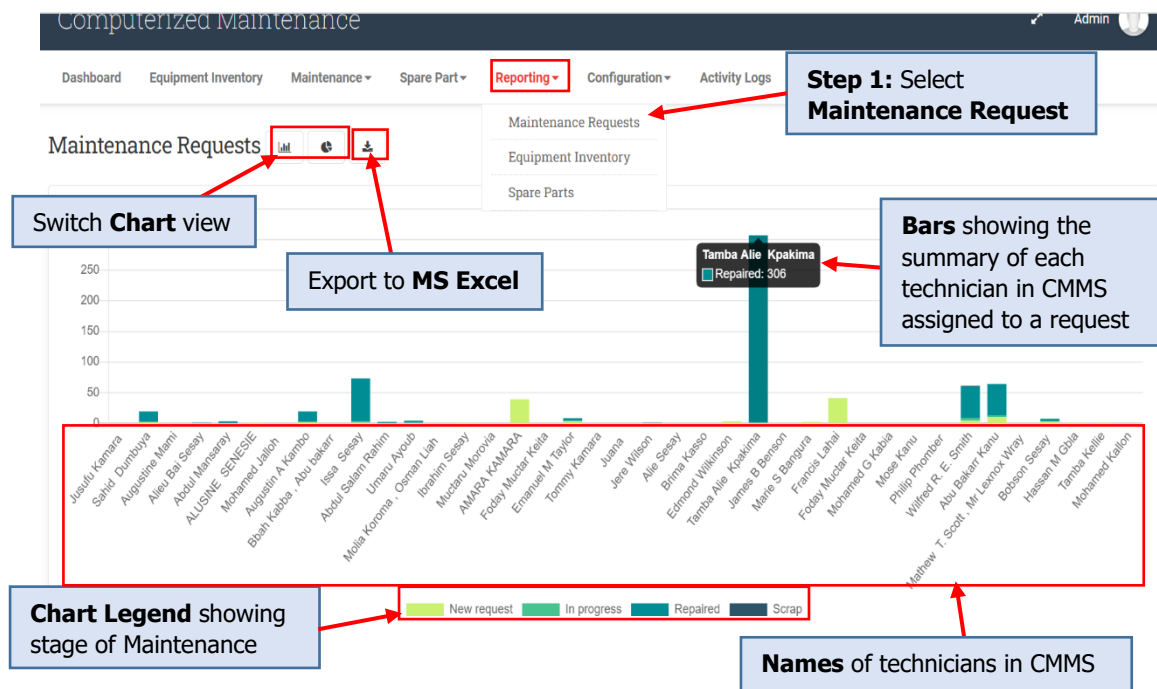 Computerized Maintenance
Admin
Dashboard Equipment Inventory Maintenance Spare Part Reporting Configuration Activity Logs
Step 1: Select
Maintenance Request
Maintenance Requests
Equipment Inventory
Spare Parts
Maintenance Requests
Switch Chart view
Export to MS Excel
Bars showing the
summary of each
technician in CMMS
assigned to a request
Tamba Alie Kpakima
Repaired: 306
250
200
150
100
50
0
Jusufu Kamara
Sahid Dumbuya
Augustine Mami
Alieu Bai Sesay
Abdul Mansaray
ALUSINE SENESIE
Mohamed Jalloh
Augustin A Kambo
Bbah Kabba , Abu bakarr
Issa Sesay
Abdul Salam Rahim
Umaru Ayoub
Molia Koroma , Osman Liah
Ibrahim Sesay
Muctaru Morovia
AMARA KAMARA
Foday Muctar Keita
Emanuel M Taylor
Tommy Kamara
Juana
Jere Wilson
Alie Sesay
Brima Kasso
Edmond Wilkinson
Tamba Alie Kpakima
James B Benson
Marie S Bangura
Francis Lahai
Foday Muctar Keita
Mohamed G Kabia
Mose Kanu
Philip Phomber
Wilfred R. E. Smith
Abu Bakarr Kanu
Mathew T. Scott , Mr Lexmox Wray
Bobson Sesay
Hassan M Gbla
Tamba Kellie
Mohamed Kallon
New request In progress Repaired Scrap
Chart Legend showing
stage of Maintenance
Names of technicians in CMMS